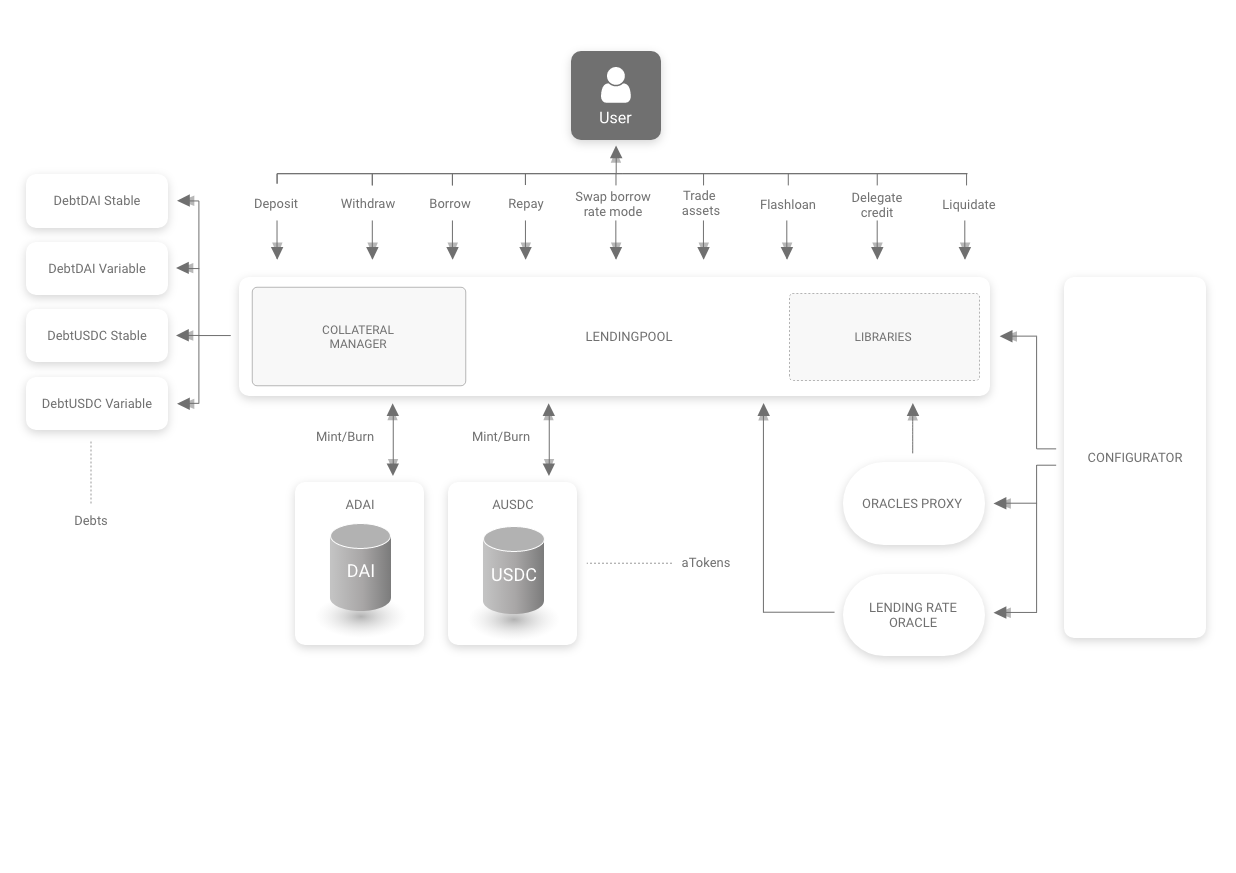 User
Deposit
Withdraw
Borrow
Repay
Swap borrow
rate mode
Trade
assets
Flashloan
Delegate
credit
Liquidate
DebtDAI Stable
DebtDAI Variable
DebtUSDC Stable
DebtUSDC Variable
Debts
COLLATERAL
MANAGER
LENDINGPOOL
LIBRARIES
Mint/Burn
Mint/Burn
ADAI
DAI
AUSDC
USDC
aTokens
ORACLES PROXY
LENDING RATE
ORACLE
CONFIGURATOR